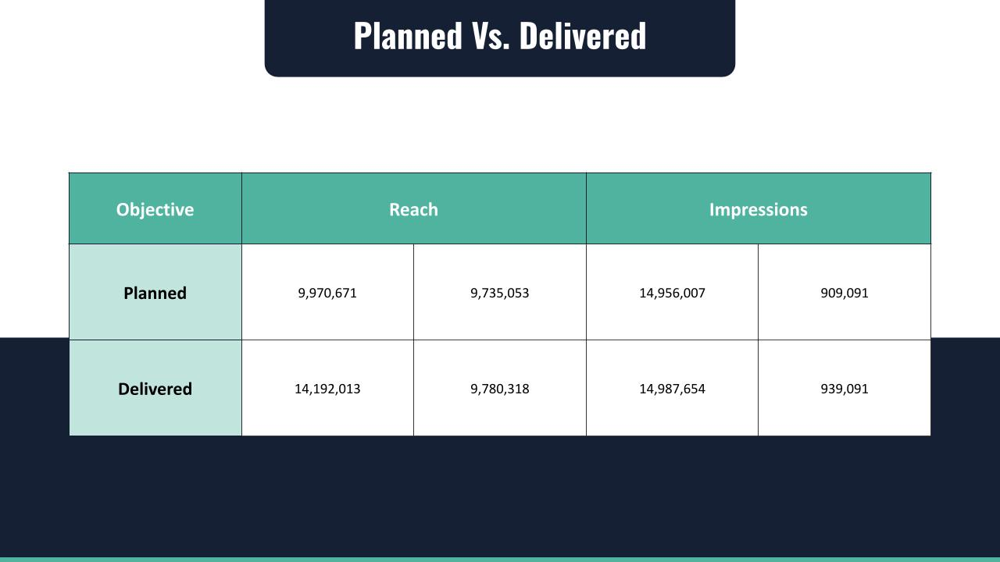 Planned Vs. Delivered
Objective Reach Impressions
Planned 9,970,671 9,735,053 14,956,007 909,091
Delivered 14,192,013 9,780,318 14,987,654 939,091